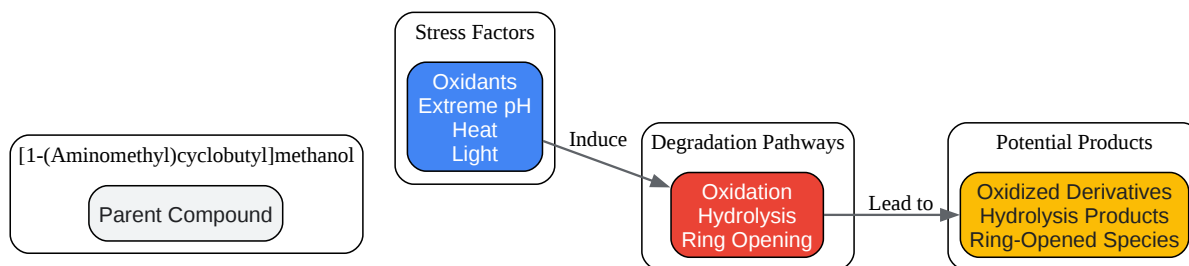 [1-(Aminomethyl)cyclobutyl]methanol
Parent Compound
Stress Factors
Oxidants
Extreme pH
Heat
Light
Induce
Degradation Pathways
Oxidation
Hydrolysis
Ring Opening
Lead to
Potential Products
Oxidized Derivatives
Hydrolysis Products
Ring-Opened Species